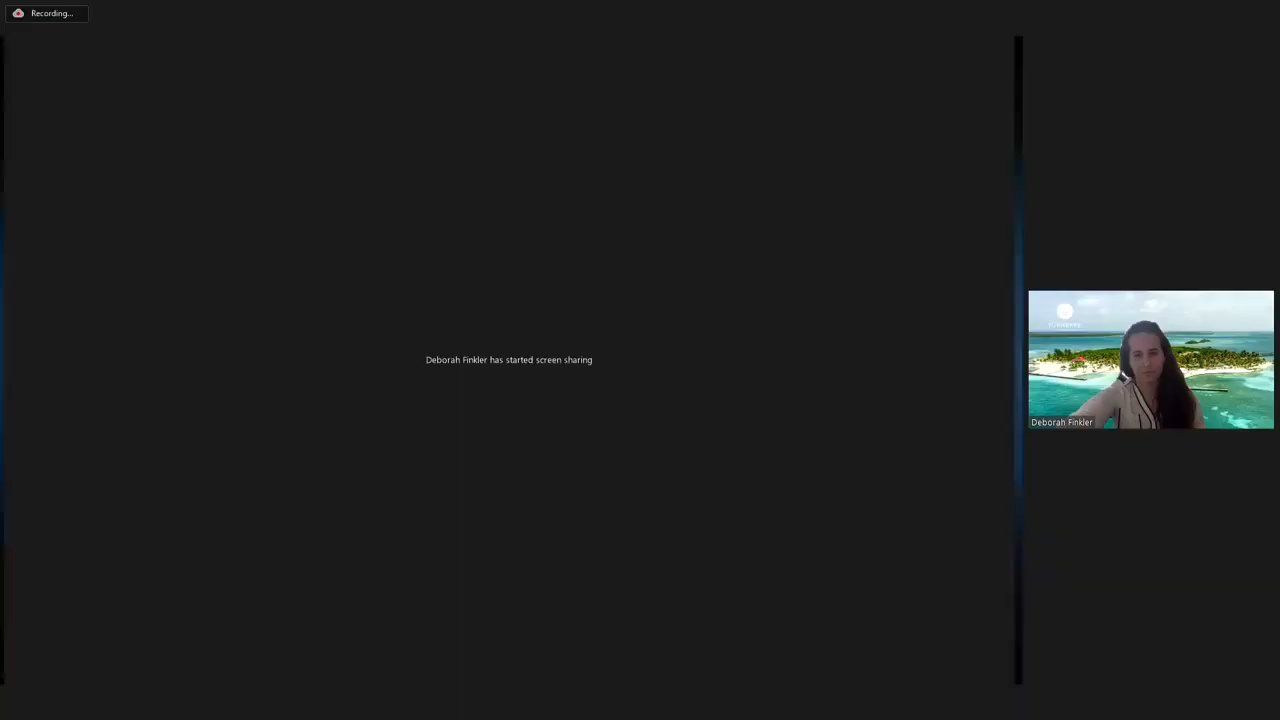 Recording...
Deborah Finkler has started screen sharing
Deborah Finkler